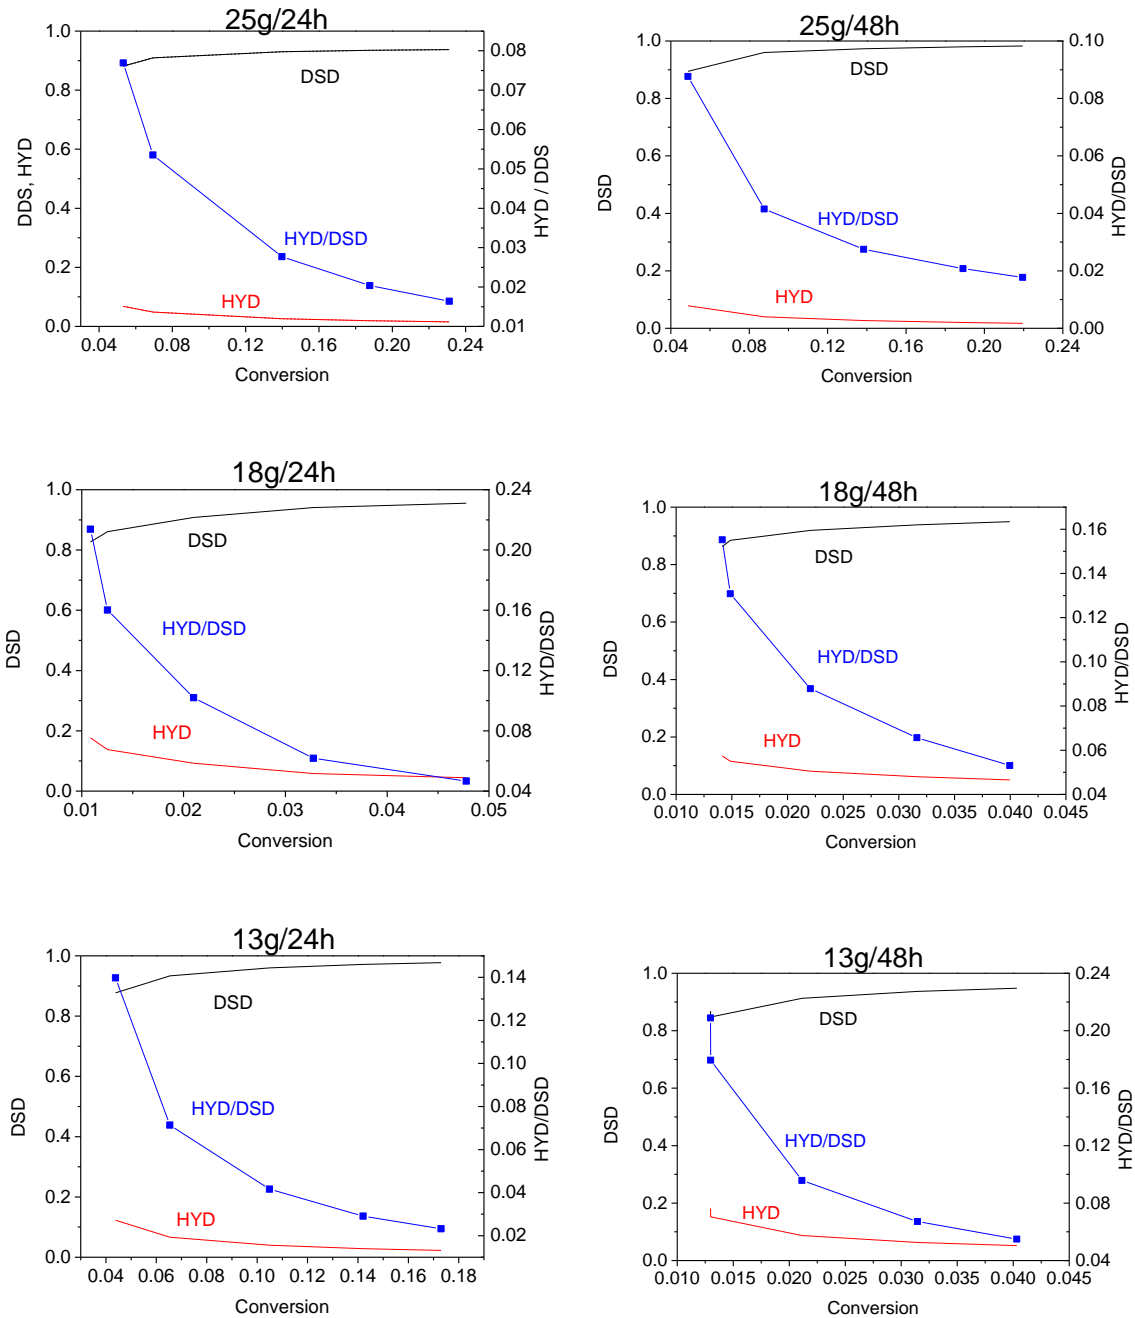 25g/24h
1.0
0.8
0.6
0.4
0.2
0.0
DDS, HYD
0.08
0.07
0.06
0.05
0.04
0.03
0.02
0.01
HYD / DDS
DSD
HYD/DSD
HYD
0.04 0.08 0.12 0.16 0.20 0.24
Conversion
25g/48h
1.0
0.8
0.6
0.4
0.2
0.0
DSD
0.10
0.08
0.06
0.04
0.02
0.00
HYD/DSD
DSD
HYD/DSD
HYD
0.04 0.08 0.12 0.16 0.20 0.24
Conversion
18g/24h
1.0
0.8
0.6
0.4
0.2
0.0
DSD
0.24
0.20
0.16
0.12
0.08
0.04
HYD/DSD
DSD
HYD/DSD
HYD
0.01 0.02 0.03 0.04 0.05
Conversion
18g/48h
1.0
0.8
0.6
0.4
0.2
0.0
DSD
0.16
0.14
0.12
0.10
0.08
0.06
0.04
HYD/DSD
DSD
HYD/DSD
HYD
0.010 0.015 0.020 0.025 0.030 0.035 0.040 0.045
Conversion
13g/24h
1.0
0.8
0.6
0.4
0.2
0.0
DSD
0.14
0.12
0.10
0.08
0.06
0.04
0.02
HYD/DSD
DSD
HYD/DSD
HYD
0.04 0.06 0.08 0.10 0.12 0.14 0.16 0.18
Conversion
13g/48h
1.0
0.8
0.6
0.4
0.2
0.0
DSD
0.24
0.20
0.16
0.12
0.08
0.04
HYD/DSD
DSD
HYD/DSD
HYD
0.010 0.015 0.020 0.025 0.030 0.035 0.040 0.045
Conversion